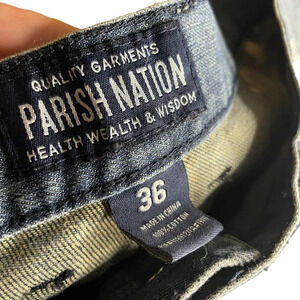 QUALITY GARMENTS
PARISH NATION
HEALTH WEALTH & WISDOM
36
MADE IN CHINA
100% COTTON